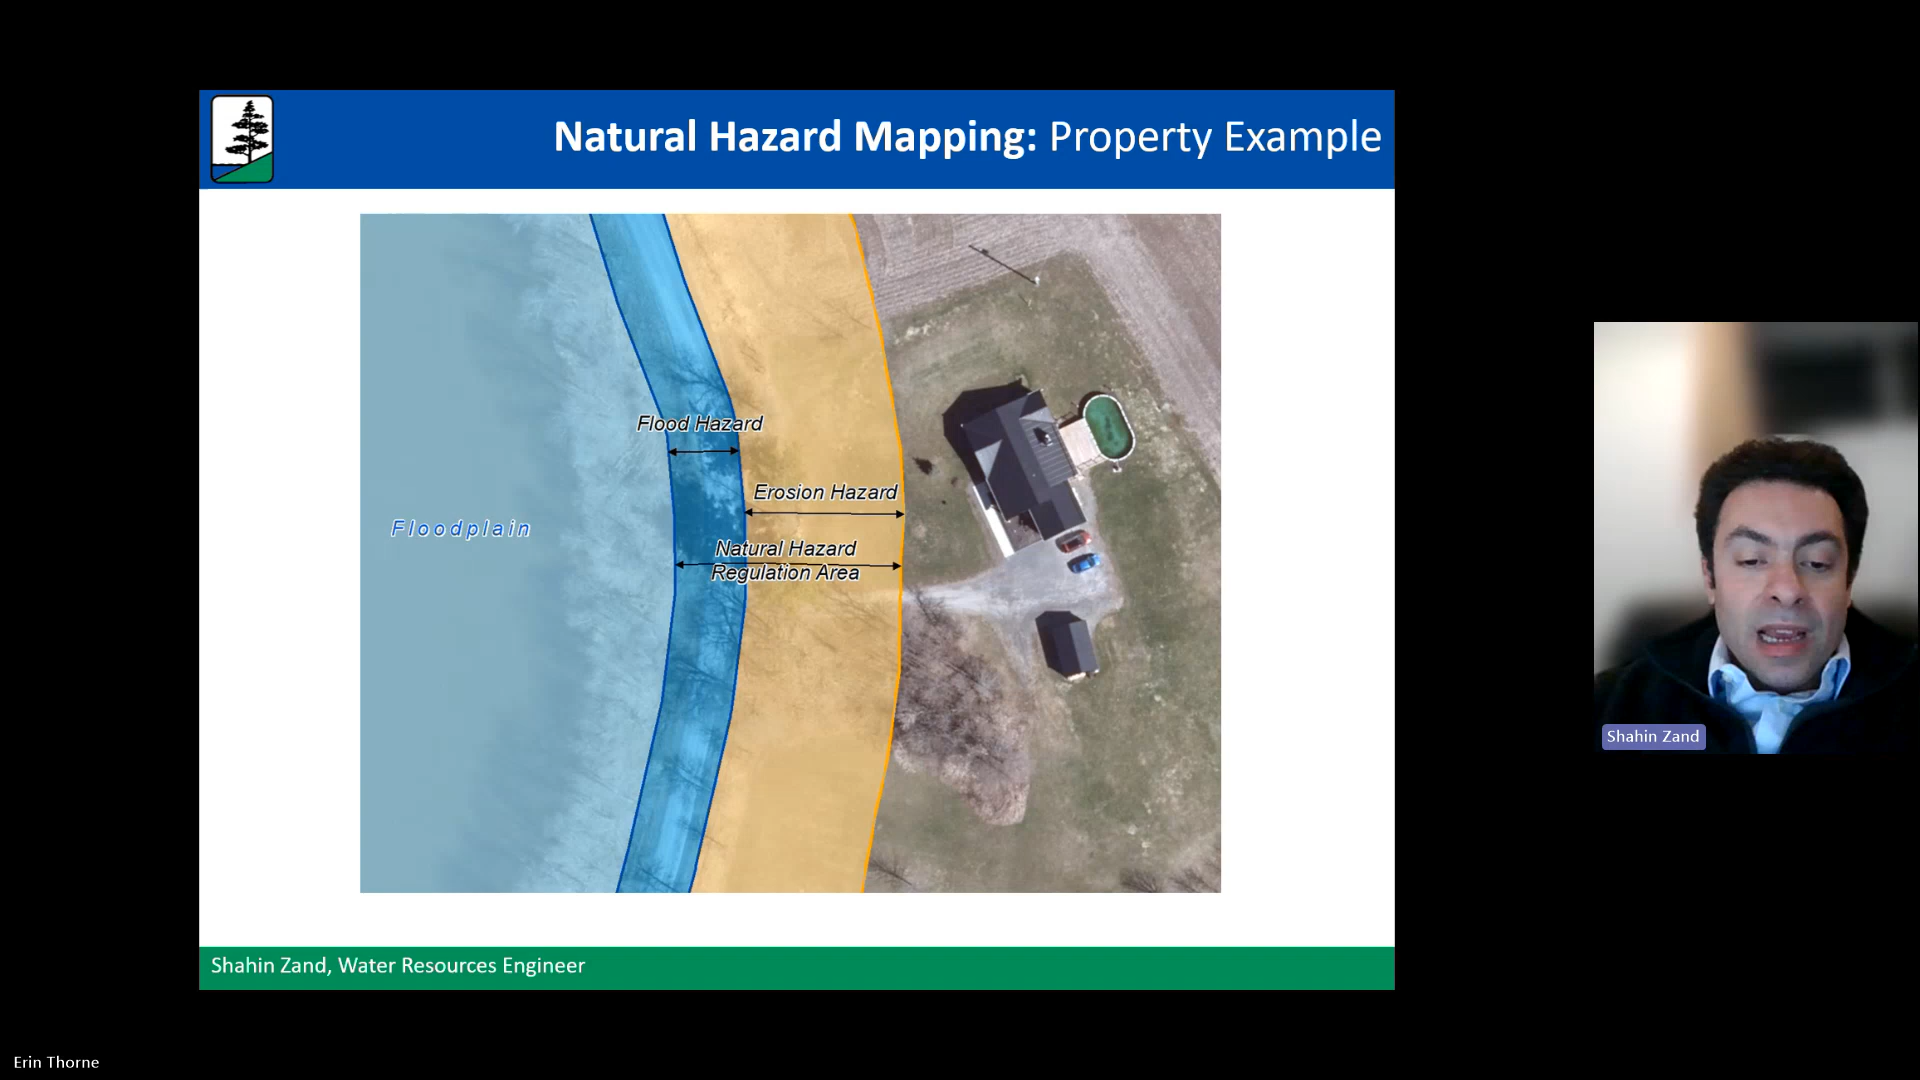 Natural Hazard Mapping: Property Example
Flood Hazard
Erosion Hazard
Floodplain
Natural Hazard
Regulation Area
Shahin Zand
Shahin Zand, Water Resources Engineer
Erin Thorne